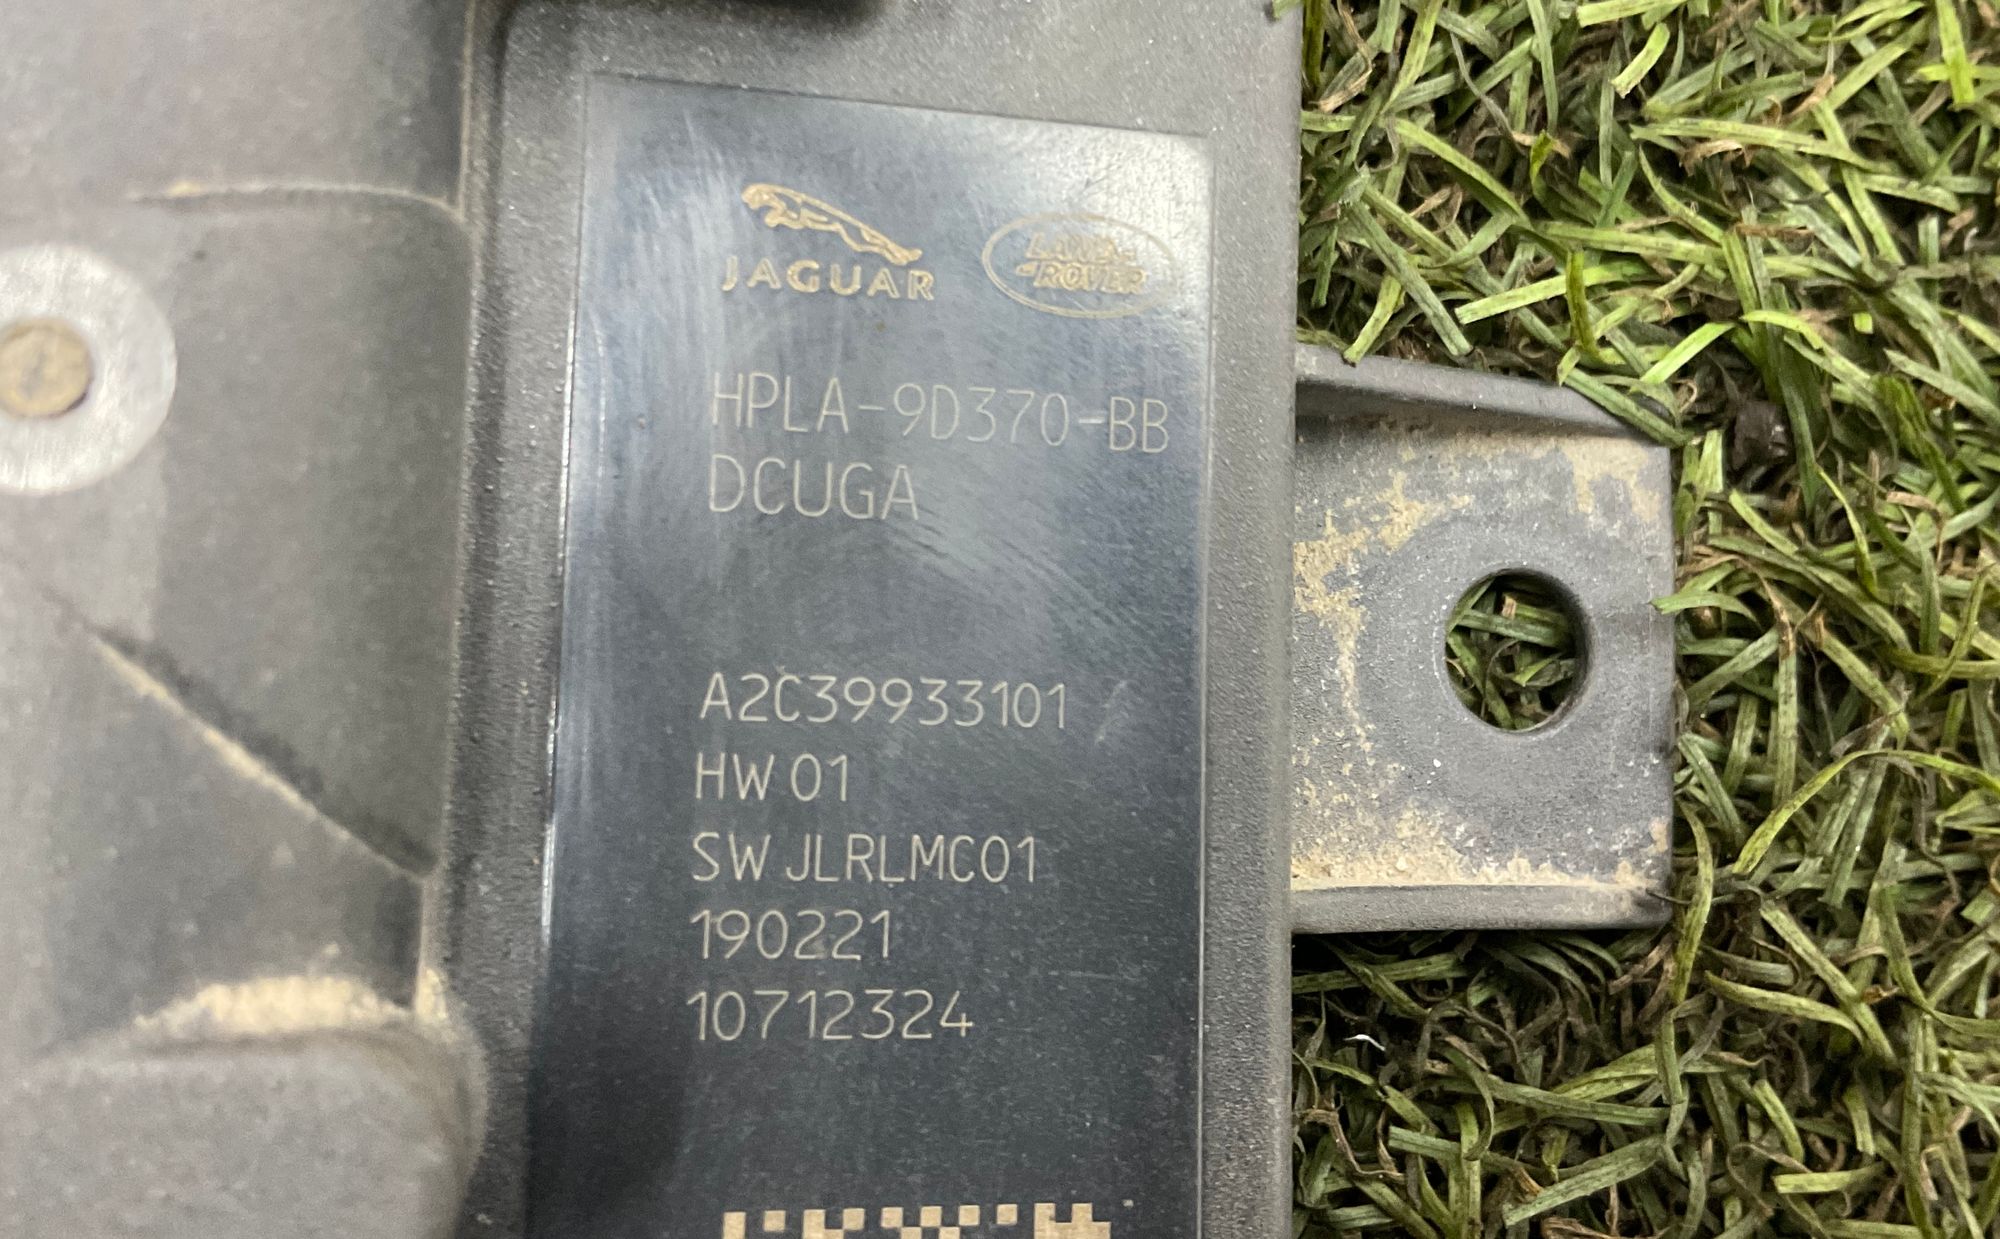 JAGUAR LAND-ROVER
HPLA-9D370-BB
DCUGA
A2C39933101
HW 01
SW JLRLMC01
190221
10712324